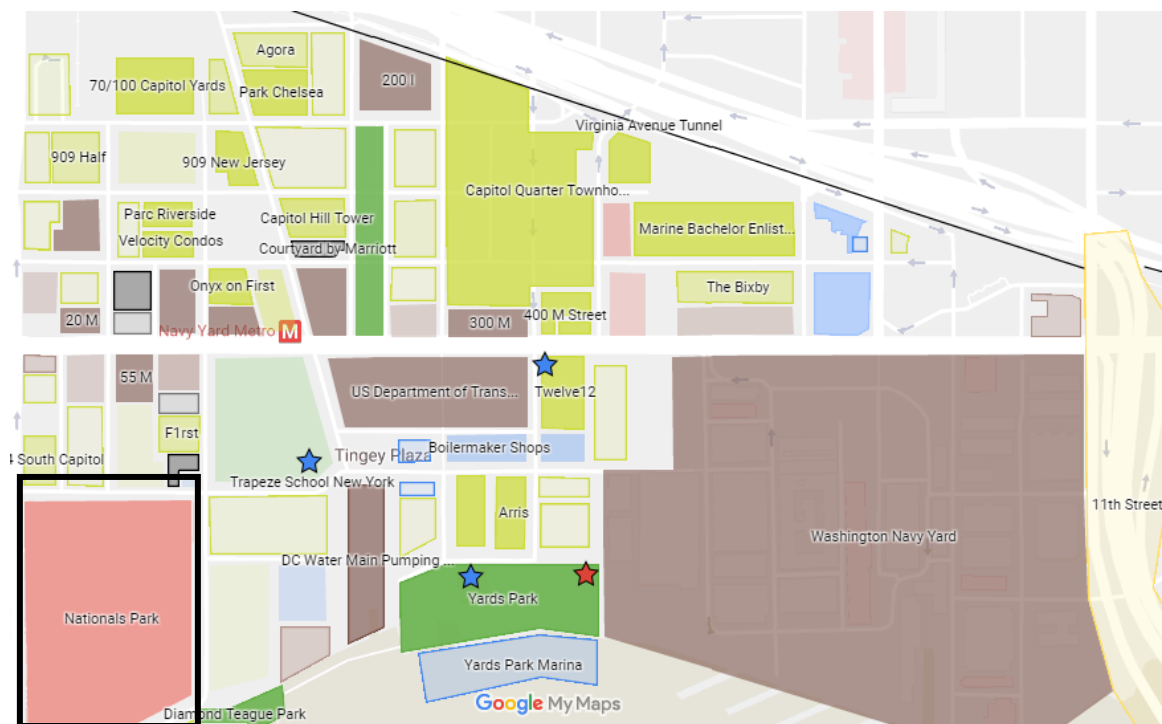 Agora
200 I
70/100 Capitol Yards
Park Chelsea
Virginia Avenue Tunnel
909 Half
909 New Jersey
Capitol Quarter Townho...
Parc Riverside
Capitol Hill Tower
Velocity Condos
Courtyard by Marriott
Marine Bachelor Enlist...
Onyx on First
The Bixby
20 M
300 M
400 M Street
Navy Yard Metro
M
55 M
US Department of Trans...
Twelve12
F1rst
Boilermaker Shops
4 South Capitol
Tingey Plaza
Trapeze School New York
11th Street
Arris
Washington Navy Yard
DC Water Main Pumping ...
Yards Park
Nationals Park
Yards Park Marina
Google My Maps
Diamond Teague Park